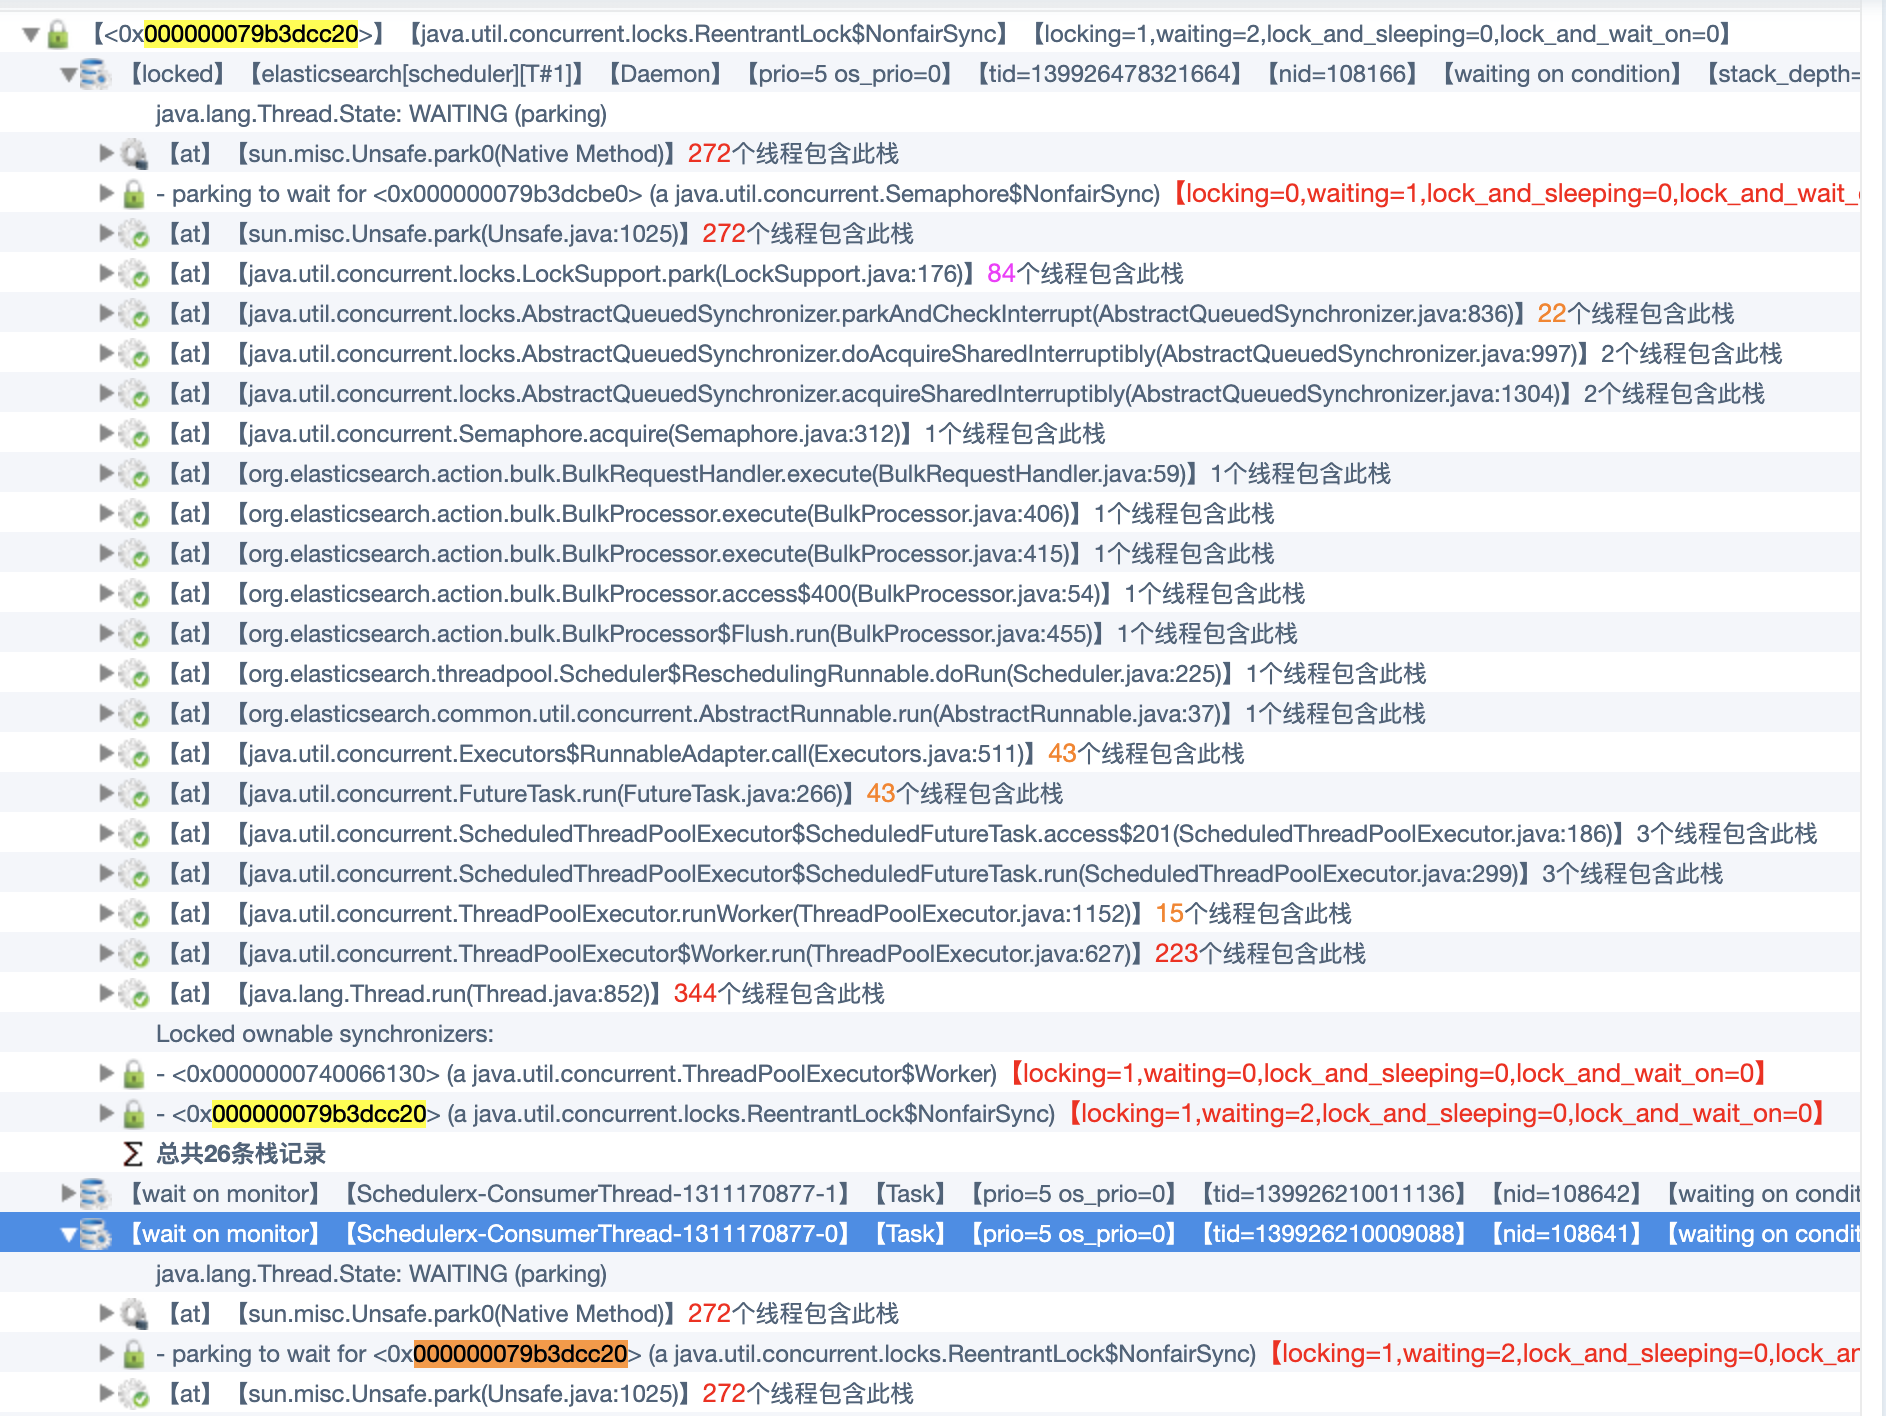 【<0x000000079b3dcc20>】 【java.util.concurrent.locks.ReentrantLock$NonfairSync】 【locking=1,waiting=2,lock_and_sleeping=0,lock_and_wait_on=0】
【locked】 【elasticsearch[scheduler][T#1]】 【Daemon】 【prio=5 os_prio=0】 【tid=139926478321664】 【nid=108166】 【waiting on condition】 【stack_depth=
java.lang.Thread.State: WAITING (parking)
【at】 【sun.misc.Unsafe.park0(Native Method)】272个线程包含此栈
- parking to wait for <0x000000079b3dcbe0> (a java.util.concurrent.Semaphore$NonfairSync)【locking=0,waiting=1,lock_and_sleeping=0,lock_and_wait_
【at】 【sun.misc.Unsafe.park(Unsafe.java:1025)】272个线程包含此栈
【at】 【java.util.concurrent.locks.LockSupport.park(LockSupport.java:176)】84个线程包含此栈
【at】 【java.util.concurrent.locks.AbstractQueuedSynchronizer.parkAndCheckInterrupt(AbstractQueuedSynchronizer.java:836)】22个线程包含此栈
【at】 【java.util.concurrent.locks.AbstractQueuedSynchronizer.doAcquireSharedInterruptibly(AbstractQueuedSynchronizer.java:997)】2个线程包含此栈
【at】 【java.util.concurrent.locks.AbstractQueuedSynchronizer.acquireSharedInterruptibly(AbstractQueuedSynchronizer.java:1304)】2个线程包含此栈
【at】 【java.util.concurrent.Semaphore.acquire(Semaphore.java:312)】1个线程包含此栈
【at】 【org.elasticsearch.action.bulk.BulkRequestHandler.execute(BulkRequestHandler.java:59)】1个线程包含此栈
【at】 【org.elasticsearch.action.bulk.BulkProcessor.execute(BulkProcessor.java:406)】1个线程包含此栈
【at】 【org.elasticsearch.action.bulk.BulkProcessor.execute(BulkProcessor.java:415)】1个线程包含此栈
【at】 【org.elasticsearch.action.bulk.BulkProcessor.access$400(BulkProcessor.java:54)】1个线程包含此栈
【at】 【org.elasticsearch.action.bulk.BulkProcessor$Flush.run(BulkProcessor.java:455)】1个线程包含此栈
【at】 【org.elasticsearch.threadpool.Scheduler$ReschedulingRunnable.doRun(Scheduler.java:225)】1个线程包含此栈
【at】 【org.elasticsearch.common.util.concurrent.AbstractRunnable.run(AbstractRunnable.java:37)】1个线程包含此栈
【at】 【java.util.concurrent.Executors$RunnableAdapter.call(Executors.java:511)】43个线程包含此栈
【at】 【java.util.concurrent.FutureTask.run(FutureTask.java:266)】43个线程包含此栈
【at】 【java.util.concurrent.ScheduledThreadPoolExecutor$ScheduledFutureTask.access$201(ScheduledThreadPoolExecutor.java:186)】3个线程包含此栈
【at】 【java.util.concurrent.ScheduledThreadPoolExecutor$ScheduledFutureTask.run(ScheduledThreadPoolExecutor.java:299)】3个线程包含此栈
【at】 【java.util.concurrent.ThreadPoolExecutor.runWorker(ThreadPoolExecutor.java:1152)】15个线程包含此栈
【at】 【java.util.concurrent.ThreadPoolExecutor$Worker.run(ThreadPoolExecutor.java:627)】223个线程包含此栈
【at】 【java.lang.Thread.run(Thread.java:852)】344个线程包含此栈
Locked ownable synchronizers:
- <0x0000000740066130> (a java.util.concurrent.ThreadPoolExecutor$Worker)【locking=1,waiting=0,lock_and_sleeping=0,lock_and_wait_on=0】
- <0x000000079b3dcc20> (a java.util.concurrent.locks.ReentrantLock$NonfairSync)【locking=1,waiting=2,lock_and_sleeping=0,lock_and_wait_on=0】
Σ 总共26条栈记录
【wait on monitor】 【Schedulerx-ConsumerThread-1311170877-1】 【Task】 【prio=5 os_prio=0】 【tid=139926210011136】 【nid=108642】 【waiting on condit
【wait on monitor】 【Schedulerx-ConsumerThread-1311170877-0】 【Task】 【prio=5 os_prio=0】 【tid=139926210009088】 【nid=108641】 【waiting on condit
java.lang.Thread.State: WAITING (parking)
【at】 【sun.misc.Unsafe.park0(Native Method)】272个线程包含此栈
- parking to wait for <0x000000079b3dcc20> (a java.util.concurrent.locks.ReentrantLock$NonfairSync)【locking=1,waiting=2,lock_and_sleeping=0,lock_an
【at】 【sun.misc.Unsafe.park(Unsafe.java:1025)】272个线程包含此栈